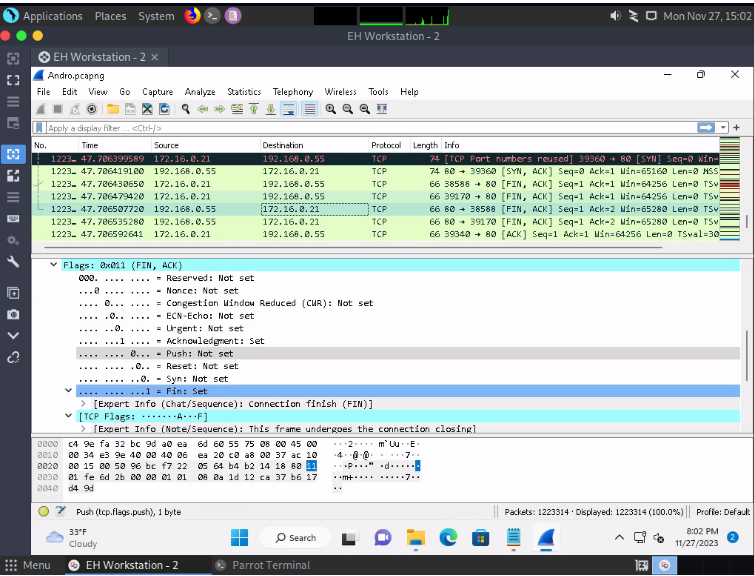 Applications Places System Mon Nov 27, 15:02
EH Workstation - 2
EH Workstation - 2 ×
Andro.pcapng
File Edit View Go Capture Analyze Statistics Telephony Wireless Tools Help
Apply a display filter ... <Ctrl-/>
No. Time Source Destination Protocol Length Info
1223… 47.706399589 172.16.0.21 192.168.0.55 TCP 74 [TCP Port numbers reused] 39360 → 80 [SYN] Seq=0 Win=
1223… 47.706419100 192.168.0.55 172.16.0.21 TCP 74 80 → 39360 [SYN, ACK] Seq=0 Ack=1 Win=65160 Len=0 MSS
1223… 47.706430650 172.16.0.21 192.168.0.55 TCP 66 38588 → 80 [FIN, ACK] Seq=1 Ack=1 Win=64256 Len=0 TSv
1223… 47.706479420 172.16.0.21 192.168.0.55 TCP 66 39170 → 80 [FIN, ACK] Seq=1 Ack=1 Win=64256 Len=0 TSv
1223… 47.706507720 192.168.0.55 172.16.0.21 TCP 66 80 → 38588 [FIN, ACK] Seq=1 Ack=2 Win=65280 Len=0 TSv
1223… 47.706535280 192.168.0.55 172.16.0.21 TCP 66 80 → 39170 [FIN, ACK] Seq=1 Ack=2 Win=65280 Len=0 TSv
1223… 47.706592641 172.16.0.21 192.168.0.55 TCP 66 39340 → 80 [ACK] Seq=1 Ack=1 Win=64256 Len=0 TSval=30
Flags: 0x011 (FIN, ACK)
000. .... .... = Reserved: Not set
...0 .... .... = Nonce: Not set
.... 0... .... = Congestion Window Reduced (CWR): Not set
.... .0.. .... = ECN-Echo: Not set
.... ..0. .... = Urgent: Not set
.... ...1 .... = Acknowledgment: Set
.... .... 0... = Push: Not set
.... .... .0.. = Reset: Not set
.... .... ..0. = Syn: Not set
.... .... ...1 = Fin: Set
[Expert Info (Chat/Sequence): Connection finish (FIN)]
[TCP Flags: ·······A···F]
[Expert Info (Note/Sequence): This frame undergoes the connection closing]
0000 c4 9e fa 32 bc 9d a0 ea 6d 60 55 75 08 00 45 00 ···2···· m`Uu··E·
0010 00 34 e3 9e 40 00 40 06 ea 20 c0 a8 00 37 ac 10 ·4··@·@· · ···7··
0020 00 15 00 50 96 bc f7 22 05 64 b4 b2 14 18 80 11 ···P···" ·d······
0030 01 fe 6d 2b 00 00 01 01 08 0a 1d 12 ca 37 b6 17 ··m+···· ·····7··
0040 d4 9d ··
Push (tcp.flags.push), 1 byte Packets: 1223314 · Displayed: 1223314 (100.0%) Profile: Default
33°F
Cloudy
Search
8:02 PM
11/27/2023
2
Menu EH Workstation - 2 Parrot Terminal